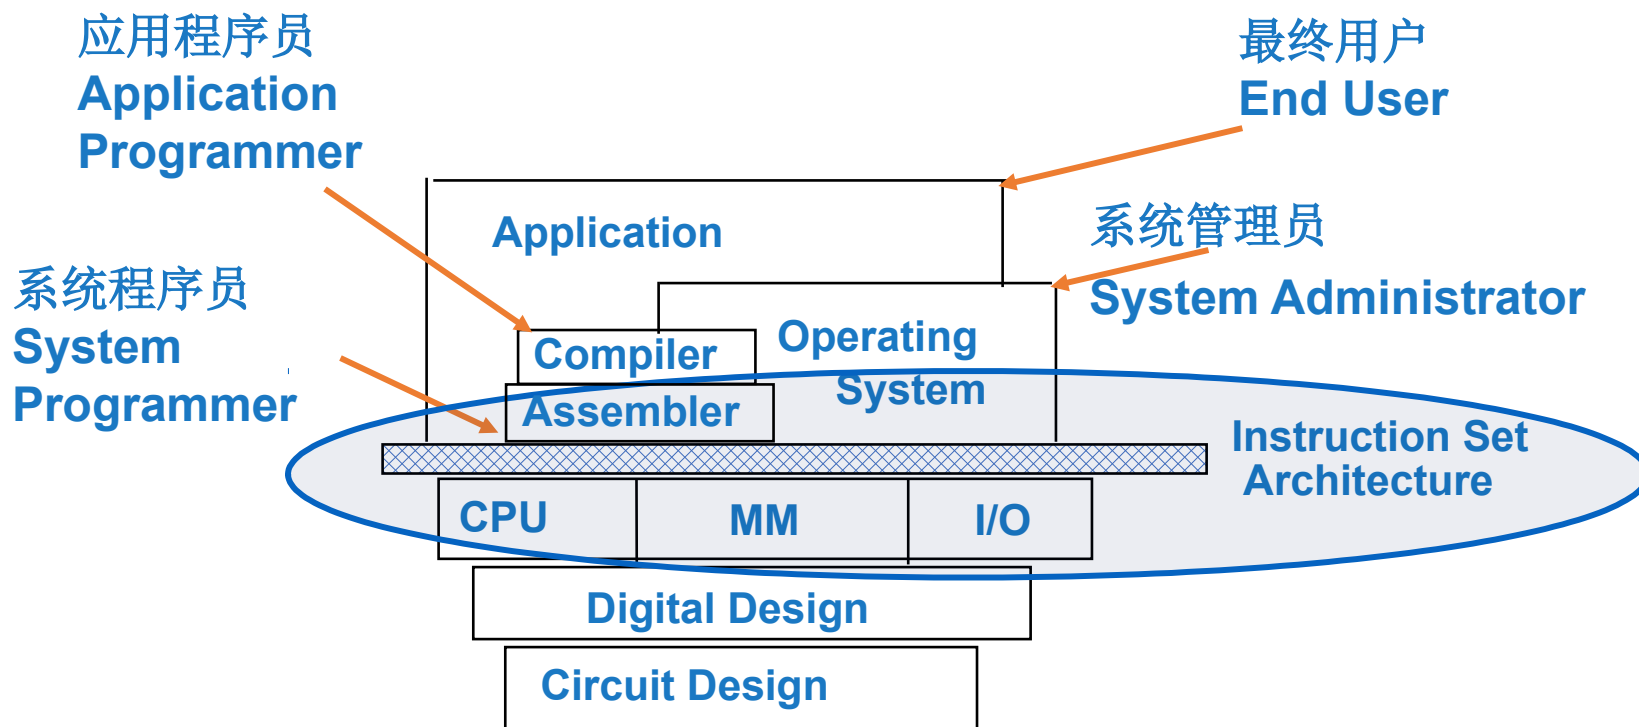 应用程序员
Application
Programmer
最终用户
End User
Application
系统管理员
System Administrator
系统程序员
System
Programmer
Compiler
Assembler
Operating
System
Instruction Set
Architecture
CPU
MM
I/O
Digital Design
Circuit Design